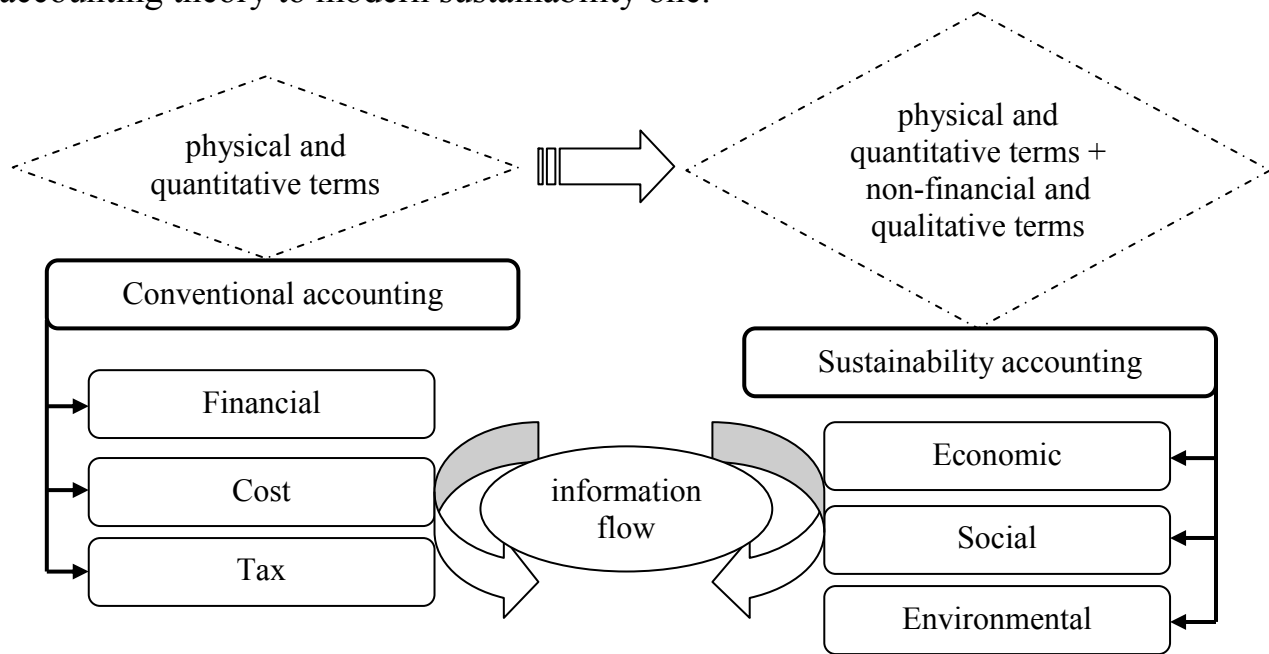 accounting theory to modern sustainability one.
physical and
quantitative terms
physical and
quantitative terms +
non-financial and
qualitative terms
Conventional accounting
Financial
Cost
Tax
information
flow
Sustainability accounting
Economic
Social
Environmental